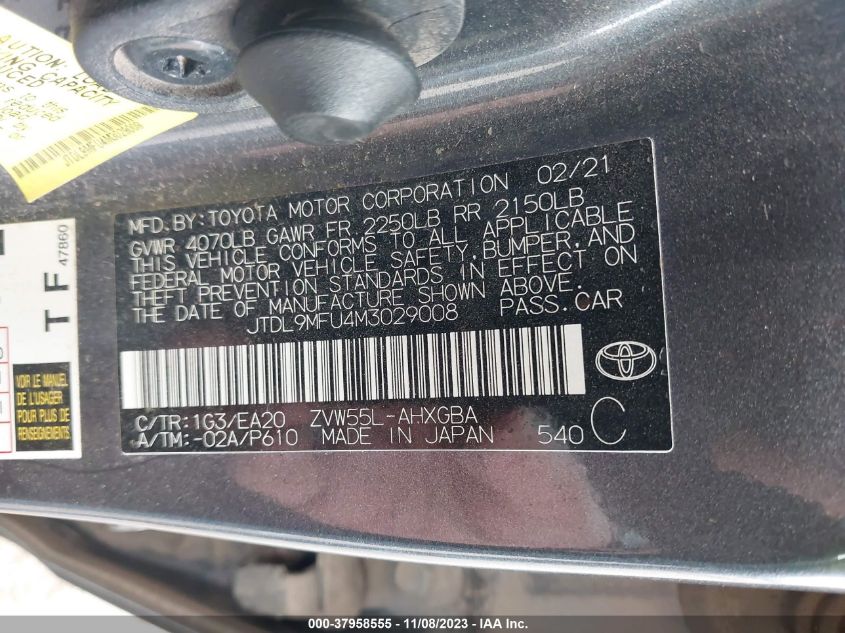 MFD.BY:TOYOTA MOTOR CORPORATION 02/21
GVWR 4070LB GAWR FR 2250LB RR 2150LB
THIS VEHICLE CONFORMS TO ALL APPLICABLE
FEDERAL MOTOR VEHICLE SAFETY,BUMPER,AND
THEFT PREVENTION STANDARDS IN EFFECT ON
THE DATE OF MANUFACTURE SHOWN ABOVE.
JTDL9MFU4M3029008 PASS.CAR
C/TR:1G3/EA20 ZVW55L-AHXGBA
A/TM:-02A/P610 MADE IN JAPAN 540 C
CAPACITY
JTDL9MFU4M3029008
TF
47860
VOIR LE MANUEL
DE L'USAGER
POUR PLUS DE
000-37958555 - 11/08/2023 - IAA Inc.